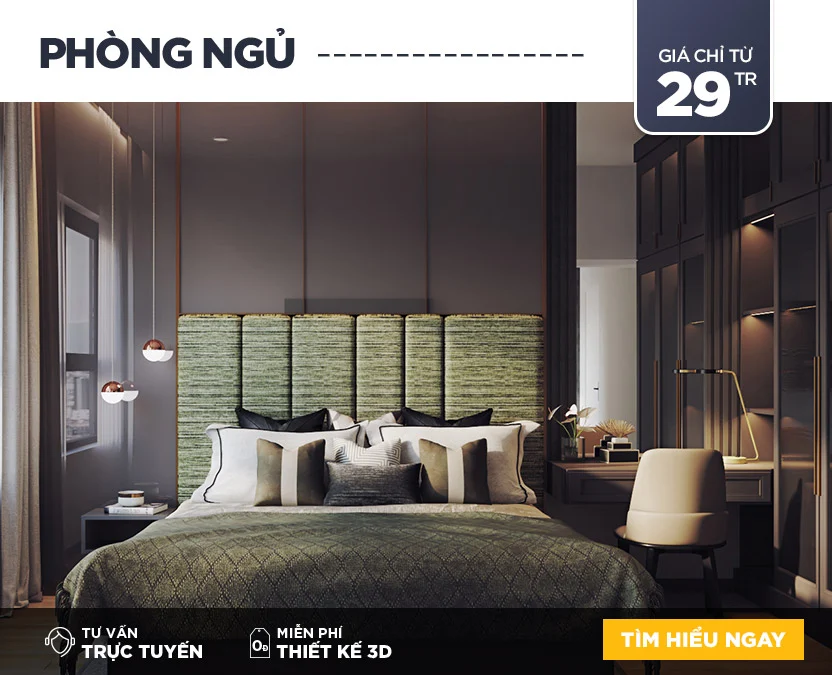 PHÒNG NGỦ
GIÁ CHỈ TỪ
29 TR
TƯ VẤN
TRỰC TUYẾN
0Đ
MIỄN PHÍ
THIẾT KẾ 3D
TÌM HIỂU NGAY